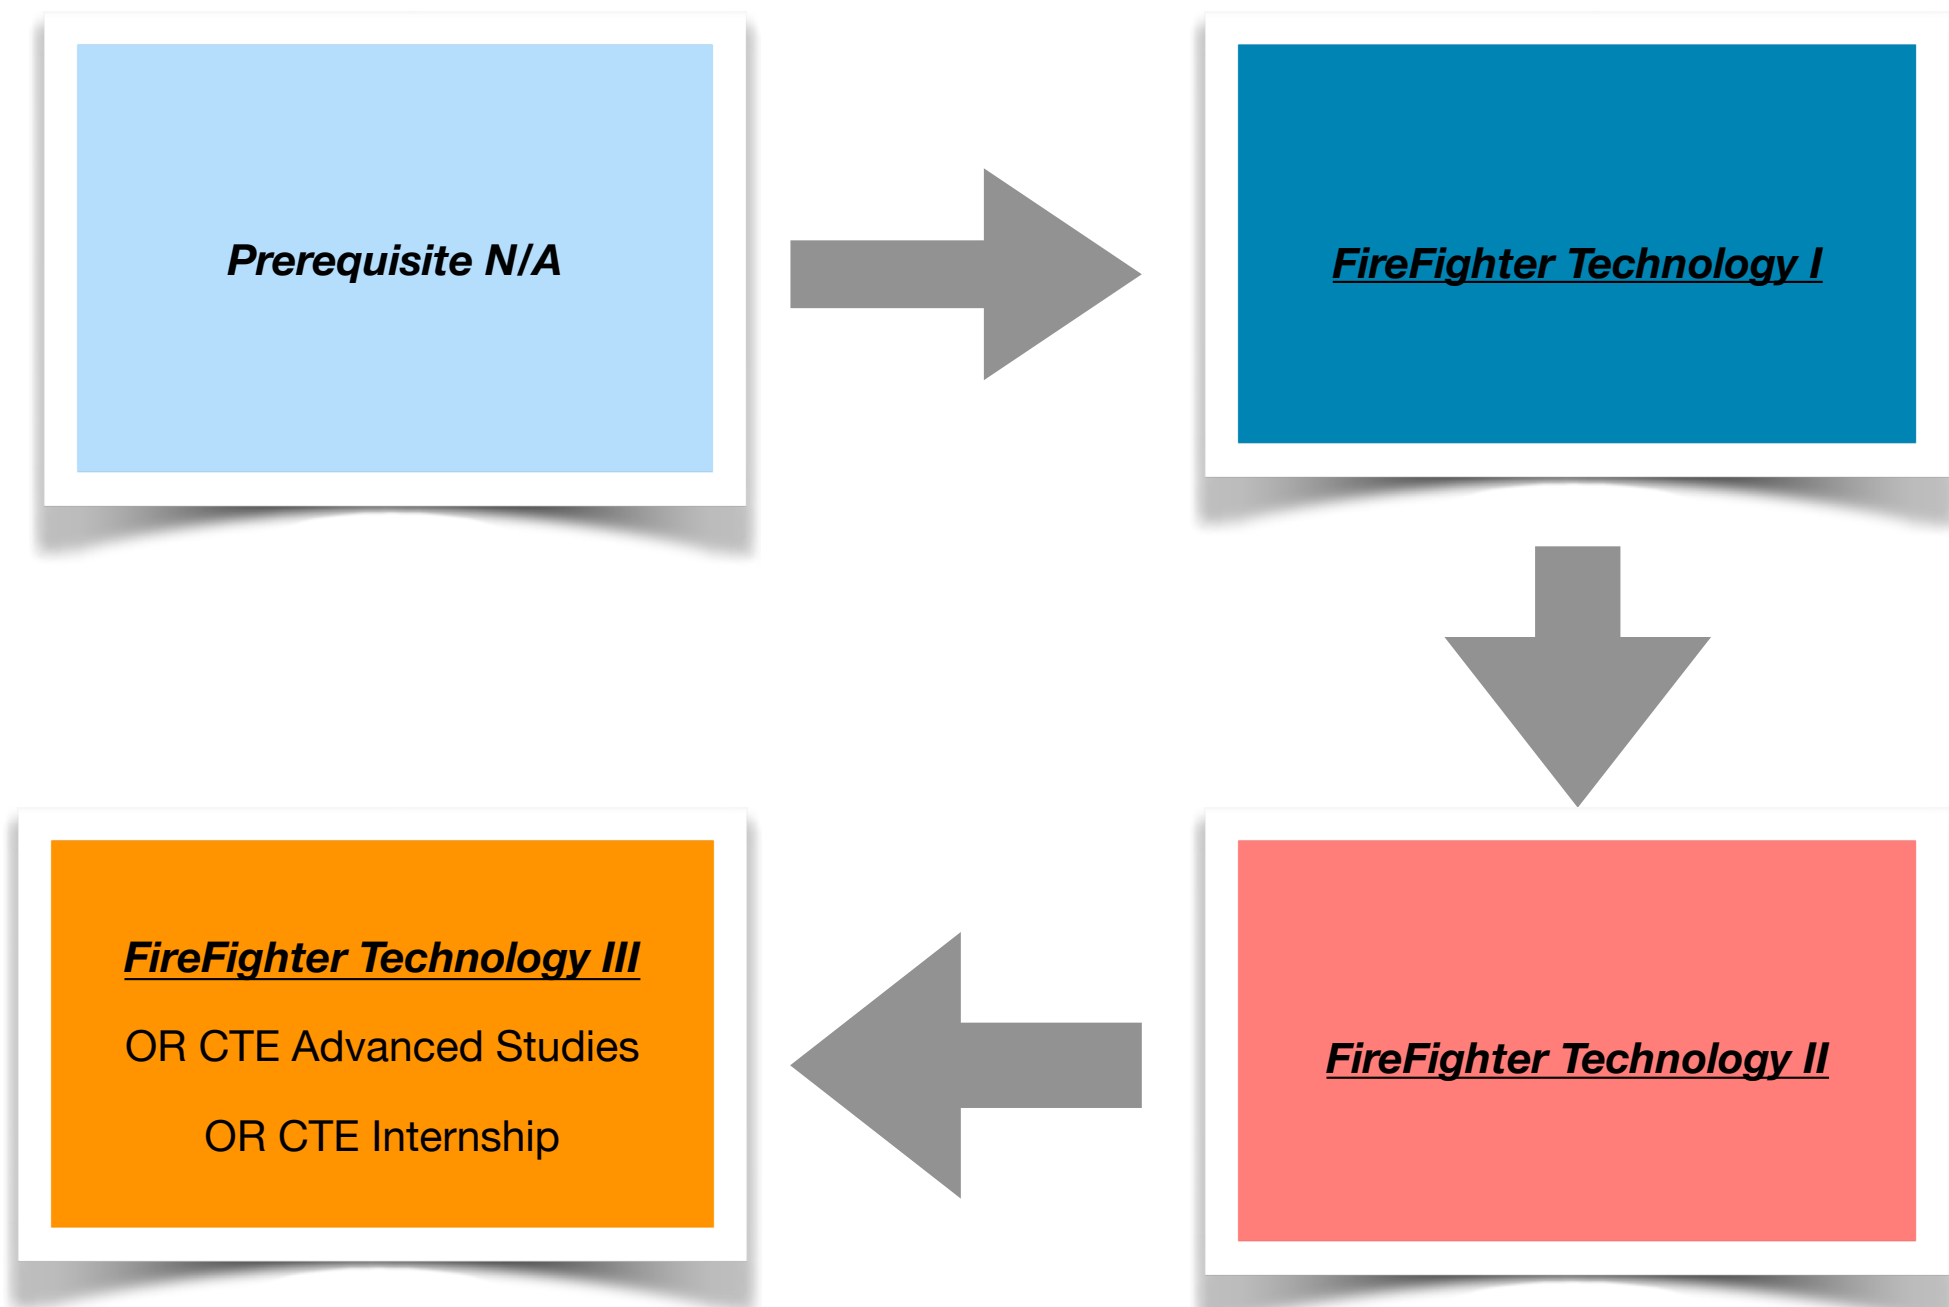 Prerequisite N/A
FireFighter Technology I
FireFighter Technology II
FireFighter Technology III
OR CTE Advanced Studies
OR CTE Internship